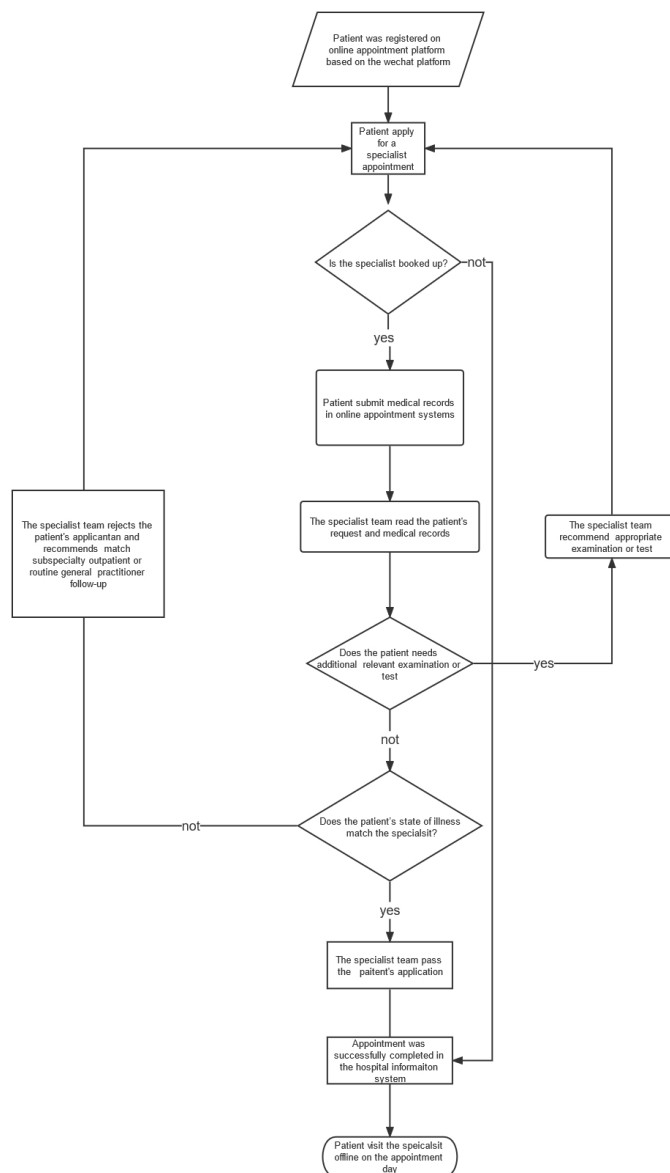 Patient was registered on
online appointment platform
based on the wechat platform
Patient apply
for a
specialist
appointment
Is the specialist booked up?
not
yes
Patient submit medical records
in online appointment systems
The specialist team rejects the
patient's applicantan and
recommends match
subspecialty outpatient or
routine general practitioner
follow-up
The specialist team read the patient's
request and medical records
The specialist team
recommend appropriate
examination or test
Does the patient needs
additional relevant examination or
test
yes
not
Does the patient's state of illness
match the specialsit?
not
yes
The specialist team pass
the paitent's application
Appointment was
successfully completed in
the hospital informaiton
system
Patient visit the speicalsit
offline on the appointment
day